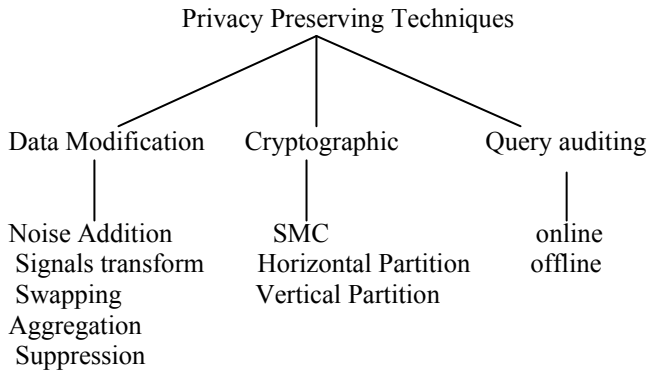 Privacy Preserving Techniques
Data Modification
Cryptographic
Query auditing
Noise Addition
Signals transform
Swapping
Aggregation
Suppression
SMC
Horizontal Partition
Vertical Partition
online
offline